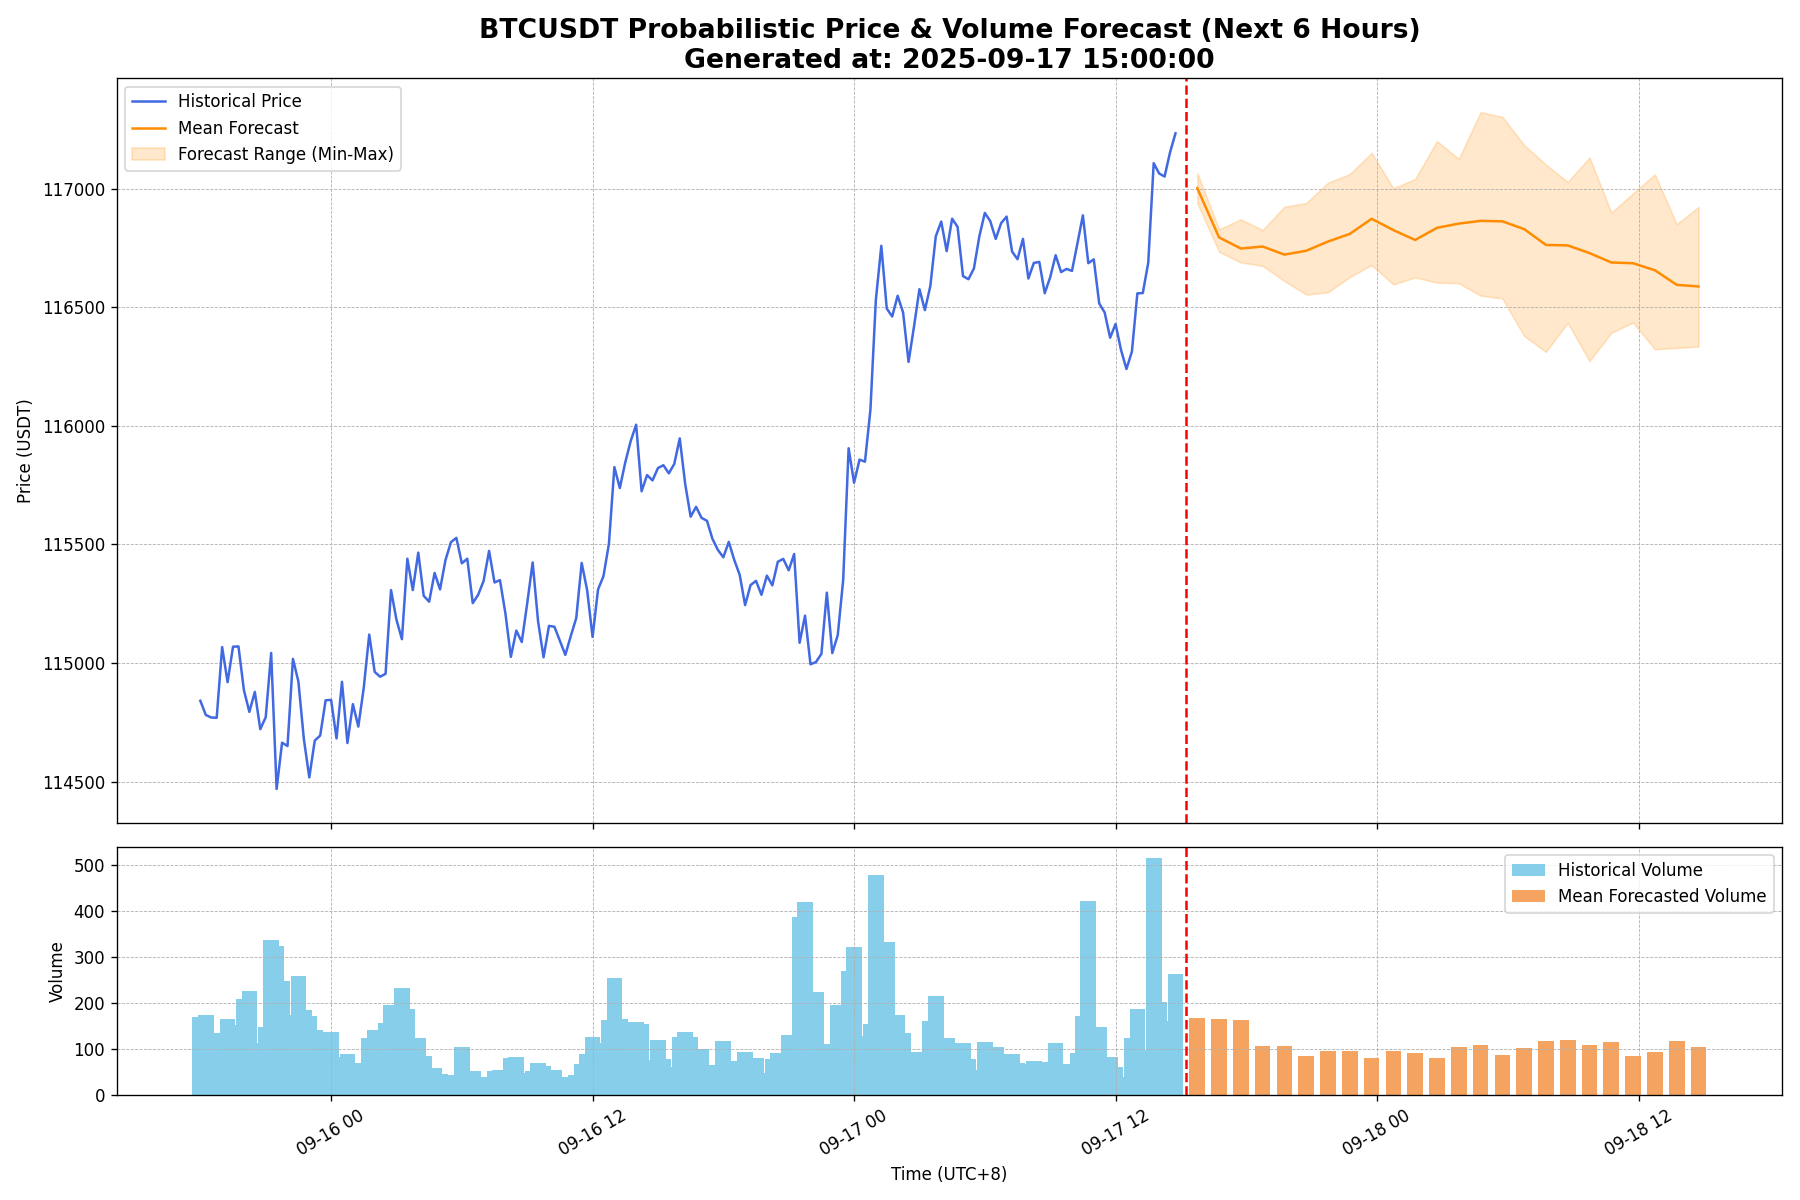 BTCUSDT Probabilistic Price & Volume Forecast (Next 6 Hours)
Generated at: 2025-09-17 15:00:00
Historical Price
Mean Forecast
Forecast Range (Min-Max)
117000
116500
116000
115500
115000
114500
Price (USDT)
Historical Volume
Mean Forecasted Volume
500
400
300
200
100
0
Volume
09-16 00
09-16 12
09-17 00
09-17 12
09-18 00
09-18 12
Time (UTC+8)